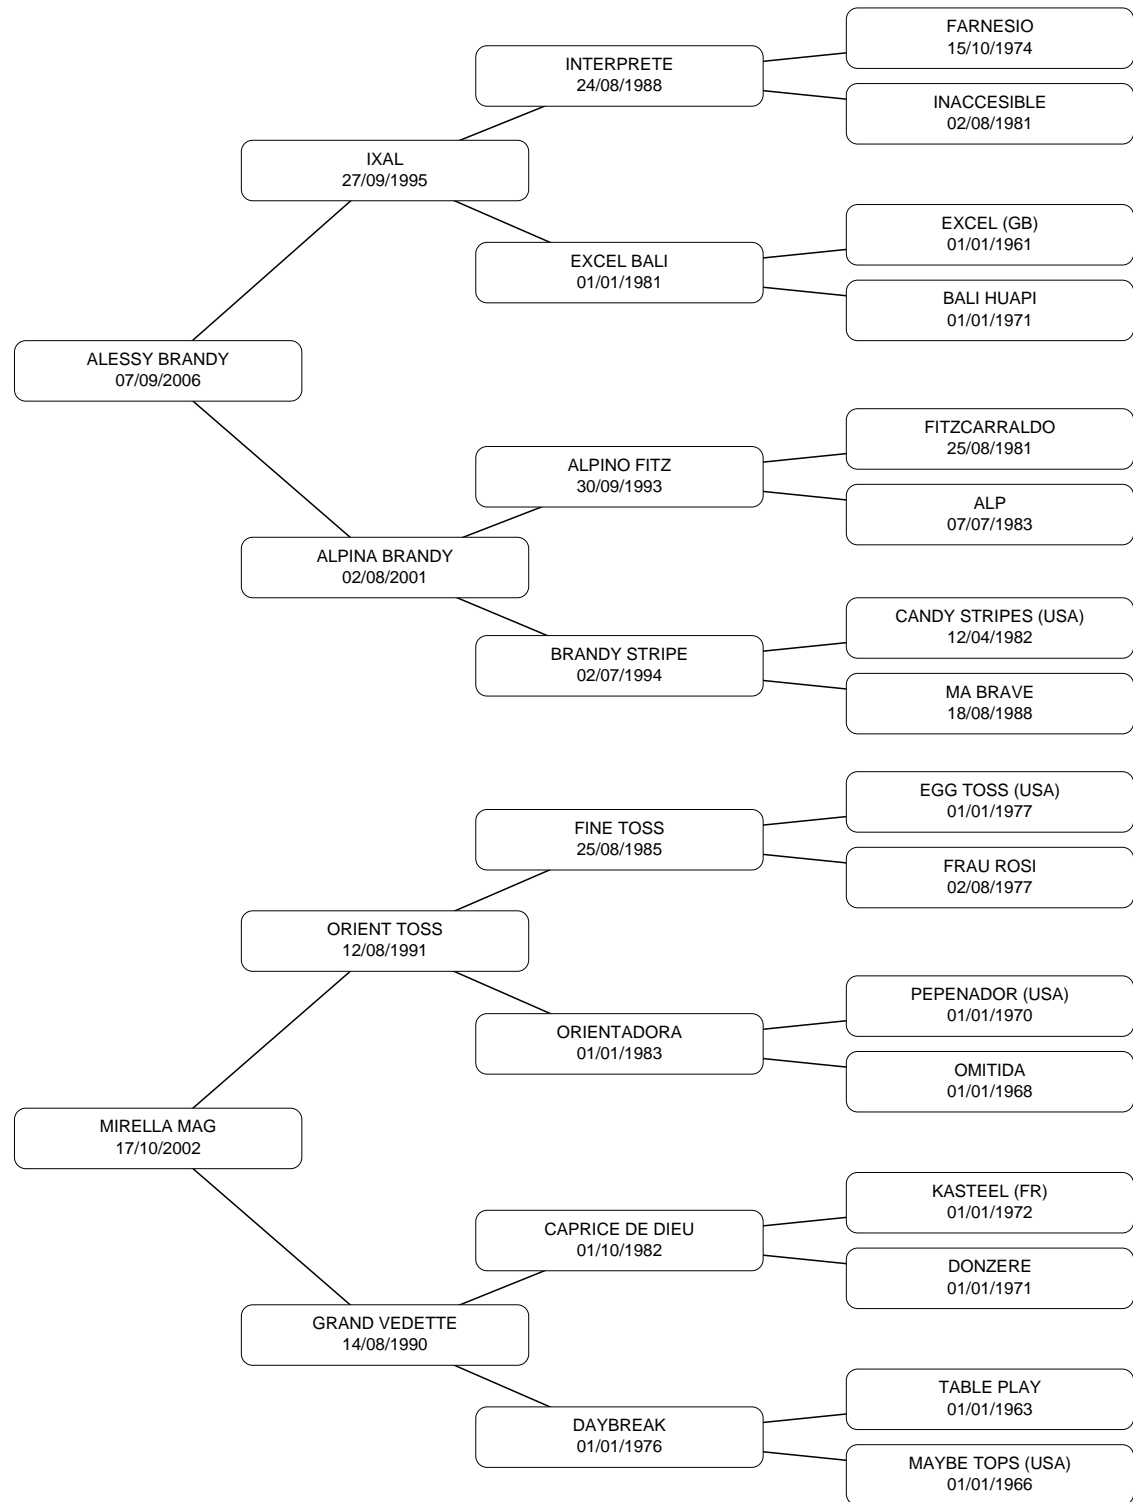 FARNESIO
15/10/1974
INTERPRETE
24/08/1988
INACCESIBLE
02/08/1981
IXAL
27/09/1995
EXCEL (GB)
01/01/1961
EXCEL BALI
01/01/1981
BALI HUAPI
01/01/1971
ALESSY BRANDY
07/09/2006
FITZCARRALDO
25/08/1981
ALPINO FITZ
30/09/1993
ALP
07/07/1983
ALPINA BRANDY
02/08/2001
CANDY STRIPES (USA)
12/04/1982
BRANDY STRIPE
02/07/1994
MA BRAVE
18/08/1988
EGG TOSS (USA)
01/01/1977
FINE TOSS
25/08/1985
FRAU ROSI
02/08/1977
ORIENT TOSS
12/08/1991
PEPENADOR (USA)
01/01/1970
ORIENTADORA
01/01/1983
OMITIDA
01/01/1968
MIRELLA MAG
17/10/2002
KASTEEL (FR)
01/01/1972
CAPRICE DE DIEU
01/10/1982
DONZERE
01/01/1971
GRAND VEDETTE
14/08/1990
TABLE PLAY
01/01/1963
DAYBREAK
01/01/1976
MAYBE TOPS (USA)
01/01/1966